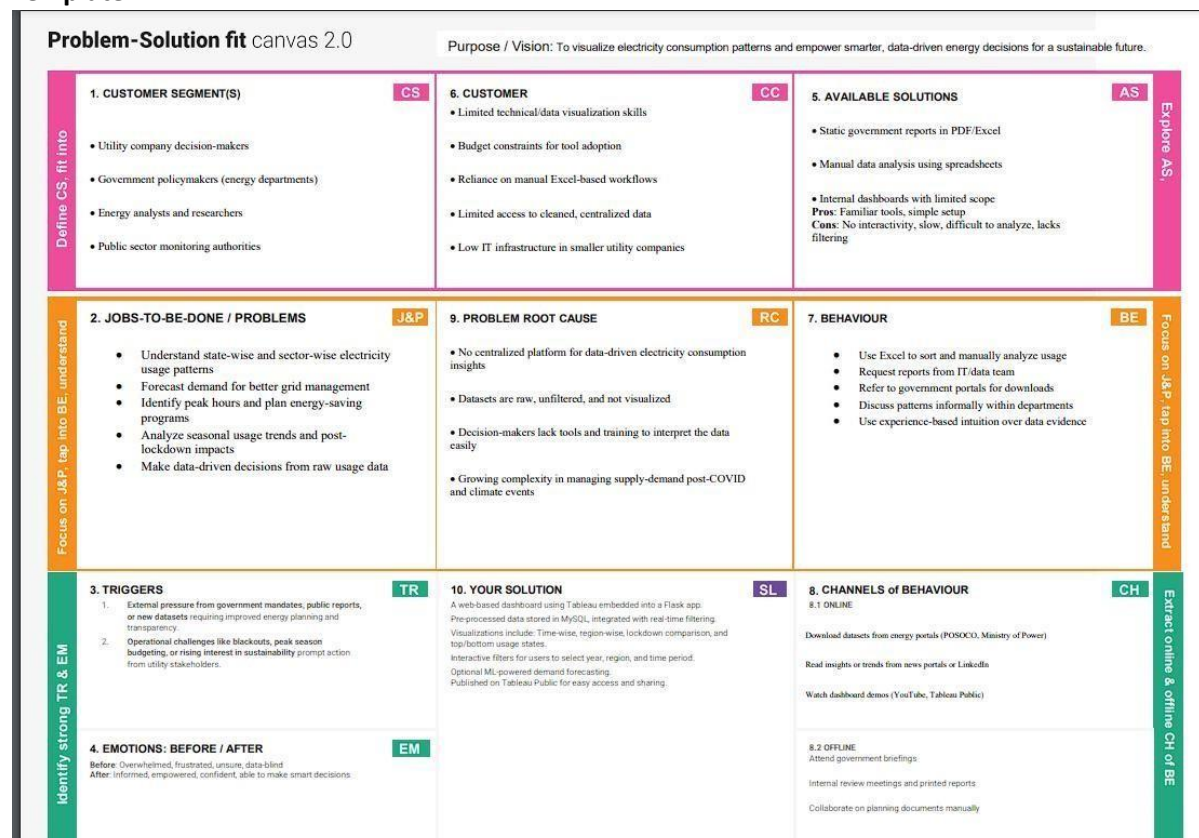 Problem-Solution fit canvas 2.0
Purpose / Vision: To visualize electricity consumption patterns and empower smarter, data-driven energy decisions for a sustainable future.
Define CS, fit into
1. CUSTOMER SEGMENT(S)
CS
• Utility company decision-makers
• Government policymakers (energy departments)
• Energy analysts and researchers
• Public sector monitoring authorities
6. CUSTOMER
CC
• Limited technical/data visualization skills
• Budget constraints for tool adoption
• Reliance on manual Excel-based workflows
• Limited access to cleaned, centralized data
• Low IT infrastructure in smaller utility companies
5. AVAILABLE SOLUTIONS
AS
• Static government reports in PDF/Excel
• Manual data analysis using spreadsheets
• Internal dashboards with limited scope
Pros: Familiar tools, simple setup
Cons: No interactivity, slow, difficult to analyze, lacks
filtering
Explore AS,
Focus on J&P, tap into BE, understand
2. JOBS-TO-BE-DONE / PROBLEMS
J&P
• Understand state-wise and sector-wise electricity
usage patterns
• Forecast demand for better grid management
• Identify peak hours and plan energy-saving
programs
• Analyze seasonal usage trends and post-
lockdown impacts
• Make data-driven decisions from raw usage data
9. PROBLEM ROOT CAUSE
RC
• No centralized platform for data-driven electricity consumption
insights
• Datasets are raw, unfiltered, and not visualized
• Decision-makers lack tools and training to interpret the data
easily
• Growing complexity in managing supply-demand post-COVID
and climate events
7. BEHAVIOUR
BE
• Use Excel to sort and manually analyze usage
• Request reports from IT/data team
• Refer to government portals for downloads
• Discuss patterns informally within departments
• Use experience-based intuition over data evidence
Focus on J&P, tap into BE, understand
Identify strong TR & EM
3. TRIGGERS
TR
1. External pressure from government mandates, public reports,
or new datasets requiring improved energy planning and
transparency.
2. Operational challenges like blackouts, peak season
budgeting, or rising interest in sustainability prompt action
from utility stakeholders.
4. EMOTIONS: BEFORE / AFTER
EM
Before: Overwhelmed, frustrated, unsure, data-blind
After: Informed, empowered, confident, able to make smart decisions
10. YOUR SOLUTION
SL
A web-based dashboard using Tableau embedded into a Flask app.
Pre-processed data stored in MySQL, integrated with real-time filtering.
Visualizations include: Time-wise, region-wise, lockdown comparison, and
top/bottom usage states.
Interactive filters for users to select year, region, and time period.
Optional ML-powered demand forecasting.
Published on Tableau Public for easy access and sharing.
8. CHANNELS of BEHAVIOUR
CH
8.1 ONLINE
Download datasets from energy portals (POSOCO, Ministry of Power)
Read insights or trends from news portals or LinkedIn
Watch dashboard demos (YouTube, Tableau Public)
8.2 OFFLINE
Attend government briefings
Internal review meetings and printed reports
Collaborate on planning documents manually
Extract online & offline CH of BE